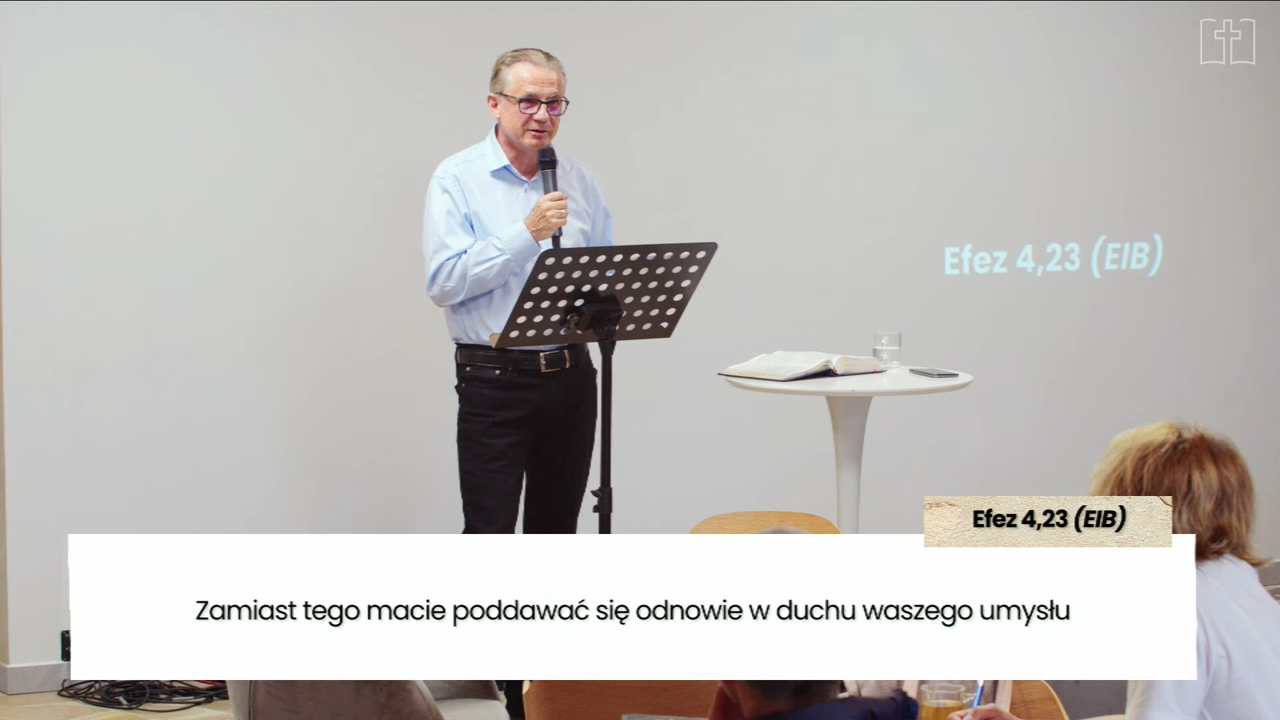 Efez 4,23 (EIB)
Efez 4,23 (EIB)
Zamiast tego macie poddawać się odnowie w duchu waszego umysłu